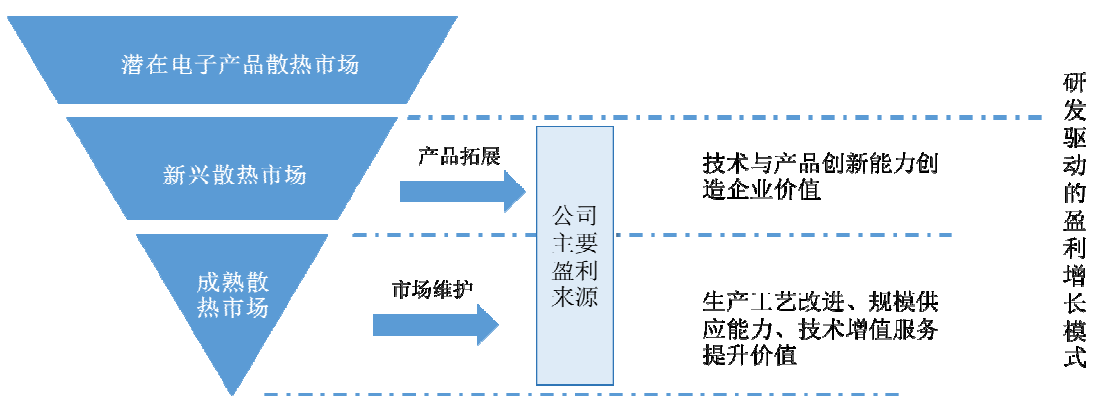 潜在电子产品散热市场
新兴散热市场
产品拓展
技术与产品创新能力创
造企业价值
成熟散
热市场
市场维护
公司
主要
盈利
来源
生产工艺改进、规模供
应能力、技术增值服务
提升价值
研发驱动的盈利增长模式